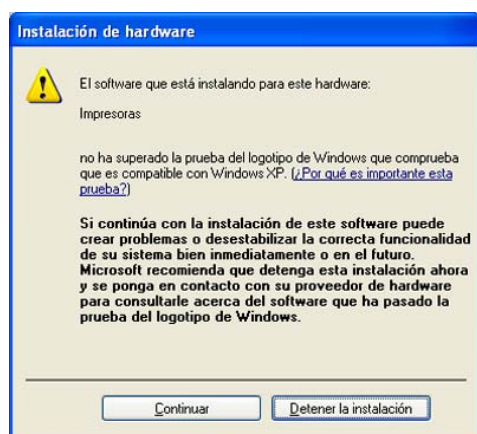 Instalación de hardware
El software que está instalando para este hardware:
Impresoras
no ha superado la prueba del logotipo de Windows que comprueba
que es compatible con Windows XP. (¿Por qué es importante esta
prueba?)
Si continúa con la instalación de este software puede
crear problemas o desestabilizar la correcta funcionalidad
de su sistema bien inmediatamente o en el futuro.
Microsoft recomienda que detenga esta instalación ahora
y se ponga en contacto con su proveedor de hardware
para consultarle acerca del software que ha pasado la
prueba del logotipo de Windows.
Continuar
Detener la instalación